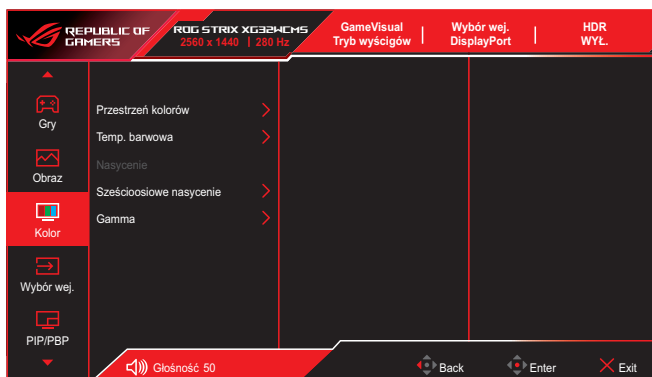 REPUBLIC OF
GAMERS
ROG STRIX XG32WCMS
2560 x 1440 | 280 Hz
GameVisual
Tryb wyścigów
Wybór wej.
DisplayPort
HDR
WYŁ.
Gry
Obraz
Kolor
Wybór wej.
PIP/PBP
Przestrzeń kolorów
Temp. barwowa
Nasycenie
Sześcioosiowe nasycenie
Gamma
Głośność 50
Back
Enter
Exit